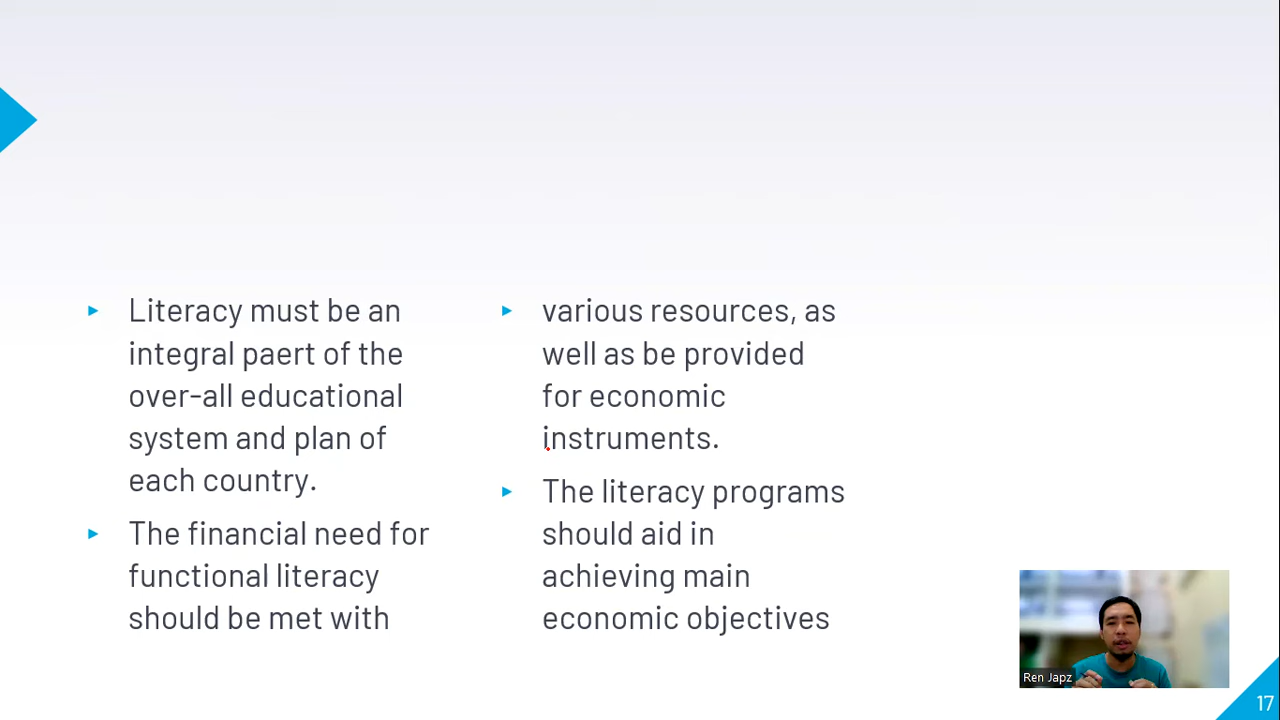 Literacy must be an
integral paert of the
over-all educational
system and plan of
each country.
The financial need for
functional literacy
should be met with
various resources, as
well as be provided
for economic
instruments.
The literacy programs
should aid in
achieving main
economic objectives
Ren Japz
17